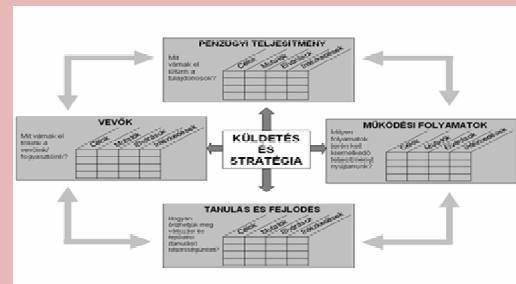 PÉNZÜGYI TELJESÍTMÉNY
Mit
várnak el
tőlünk a
tulajdonosok?
Célok
Mutatók
Elvárások
Intézkedések
VEVŐK
Mit várnak el
tőlünk a
vevőink/
fogyasztóink?
Célok
Mutatók
Elvárások
Intézkedések
KÜLDETÉS
ÉS
STRATÉGIA
MŰKÖDÉSI FOLYAMATOK
Milyen
folyamatok
terén kell
kiemelkedő
teljesítményt
nyújtanunk?
Célok
Mutatók
Elvárások
Intézkedések
TANULÁS ÉS FEJLŐDÉS
Hogyan
őrizhetjük meg
változási és
fejlődési
(tanulási)
képességünket?
Célok
Mutatók
Elvárások
Intézkedések